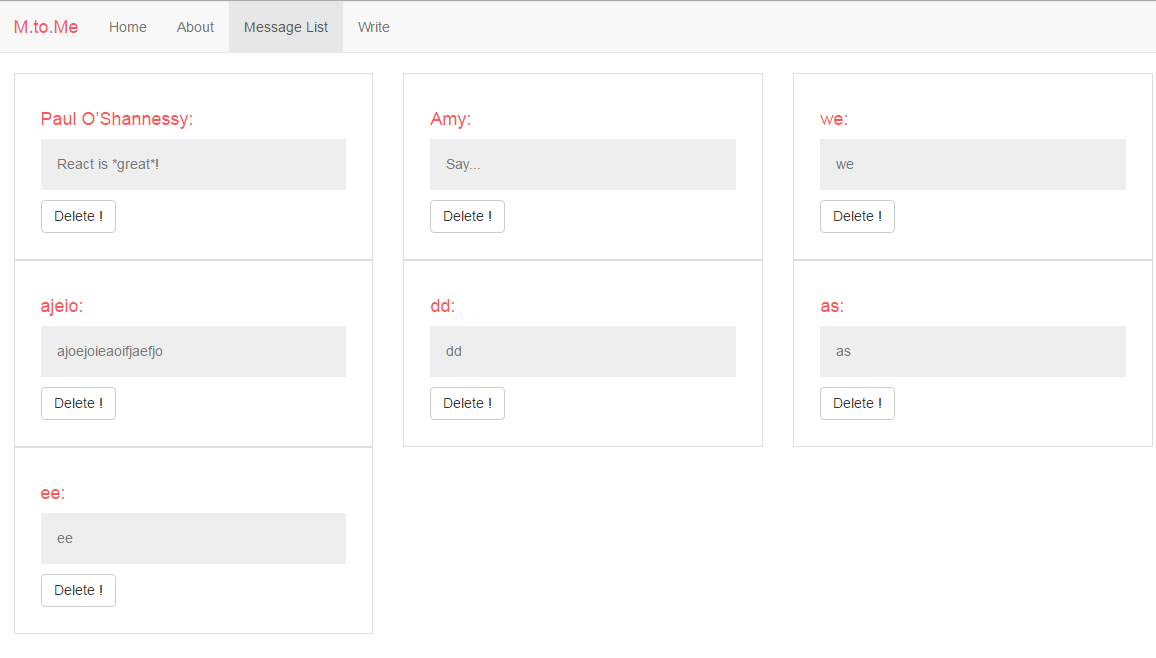 M.to.Me Home About Message List Write
Paul O'Shannessy:
React is *great*!
Delete !
Amy:
Say...
Delete !
we:
we
Delete !
ajeio:
ajoejoieaoifjaefjo
Delete !
dd:
dd
Delete !
as:
as
Delete !
ee:
ee
Delete !